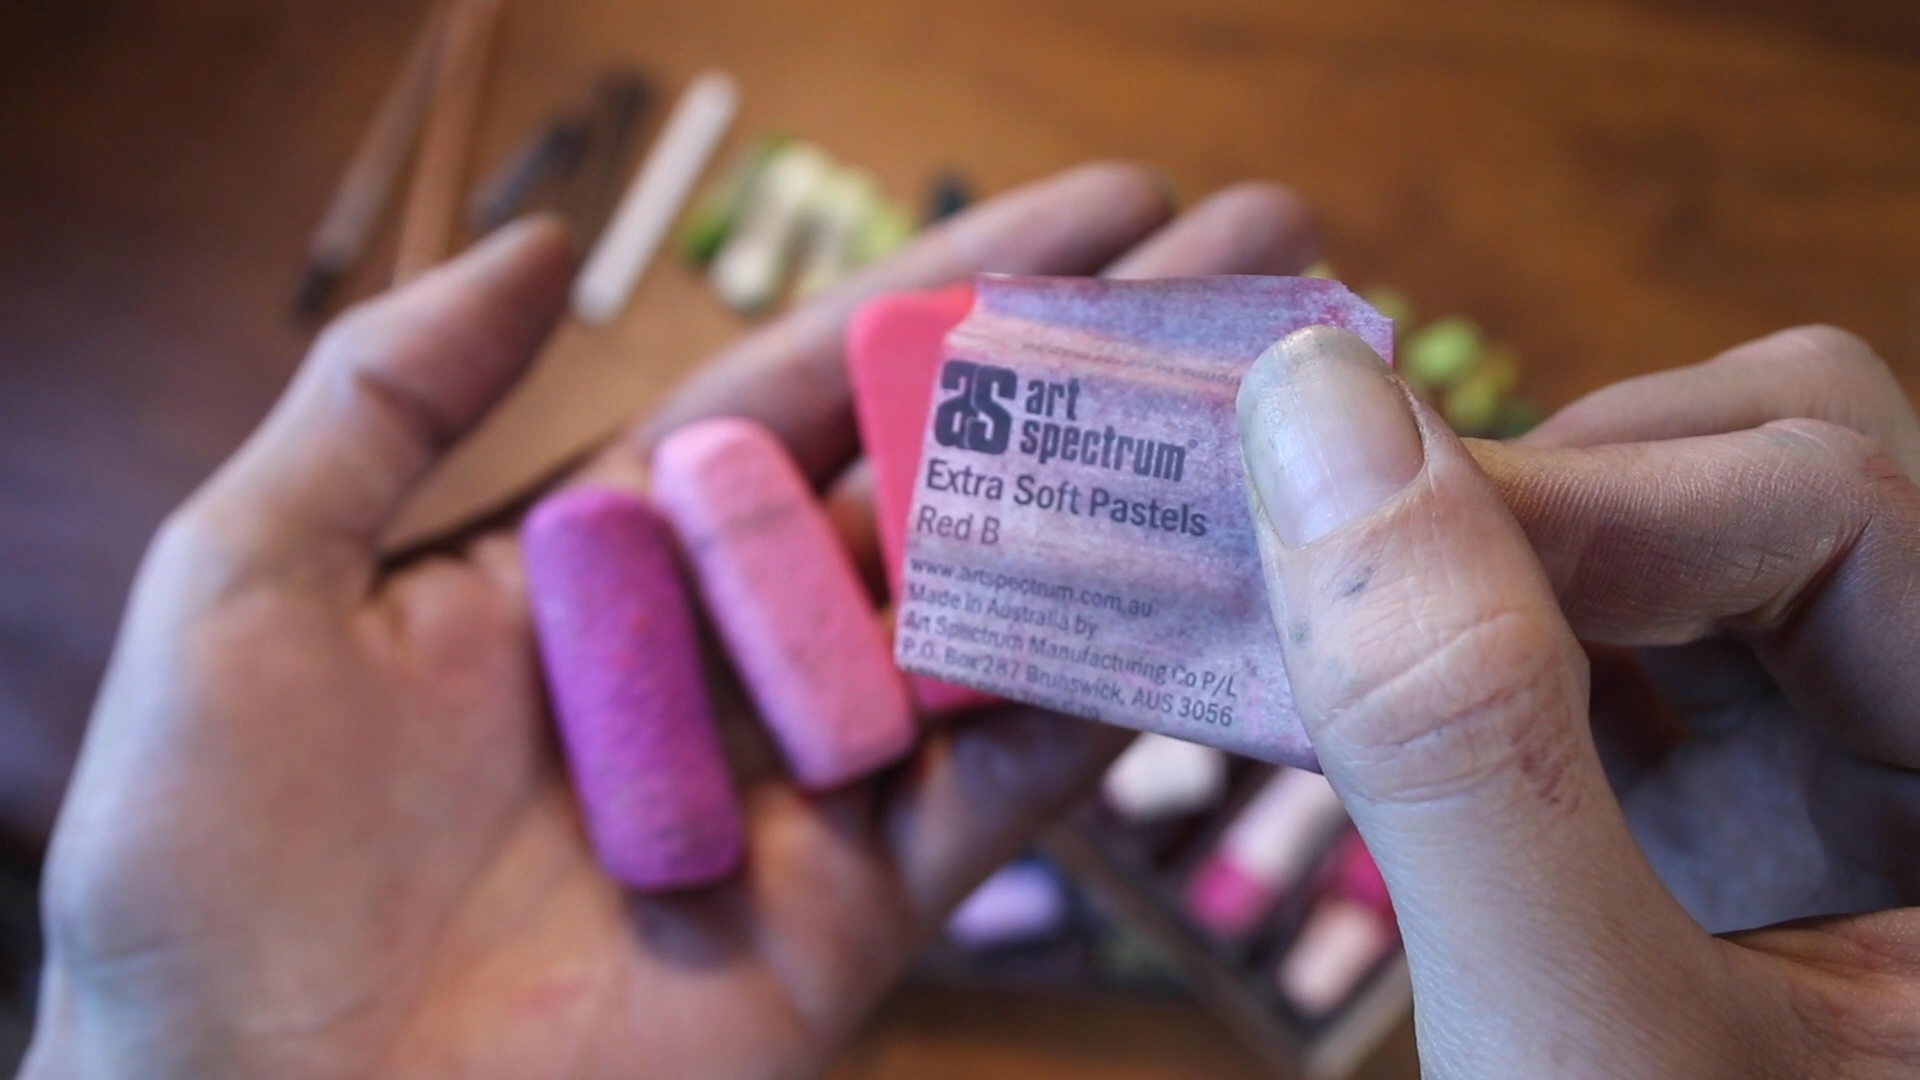 as art spectrum®
Extra Soft Pastels
Red B
www.artspectrum.com.au
Made in Australia by
Art Spectrum Manufacturing Co P/L
P.O. Box 287 Brunswick, AUS 3056